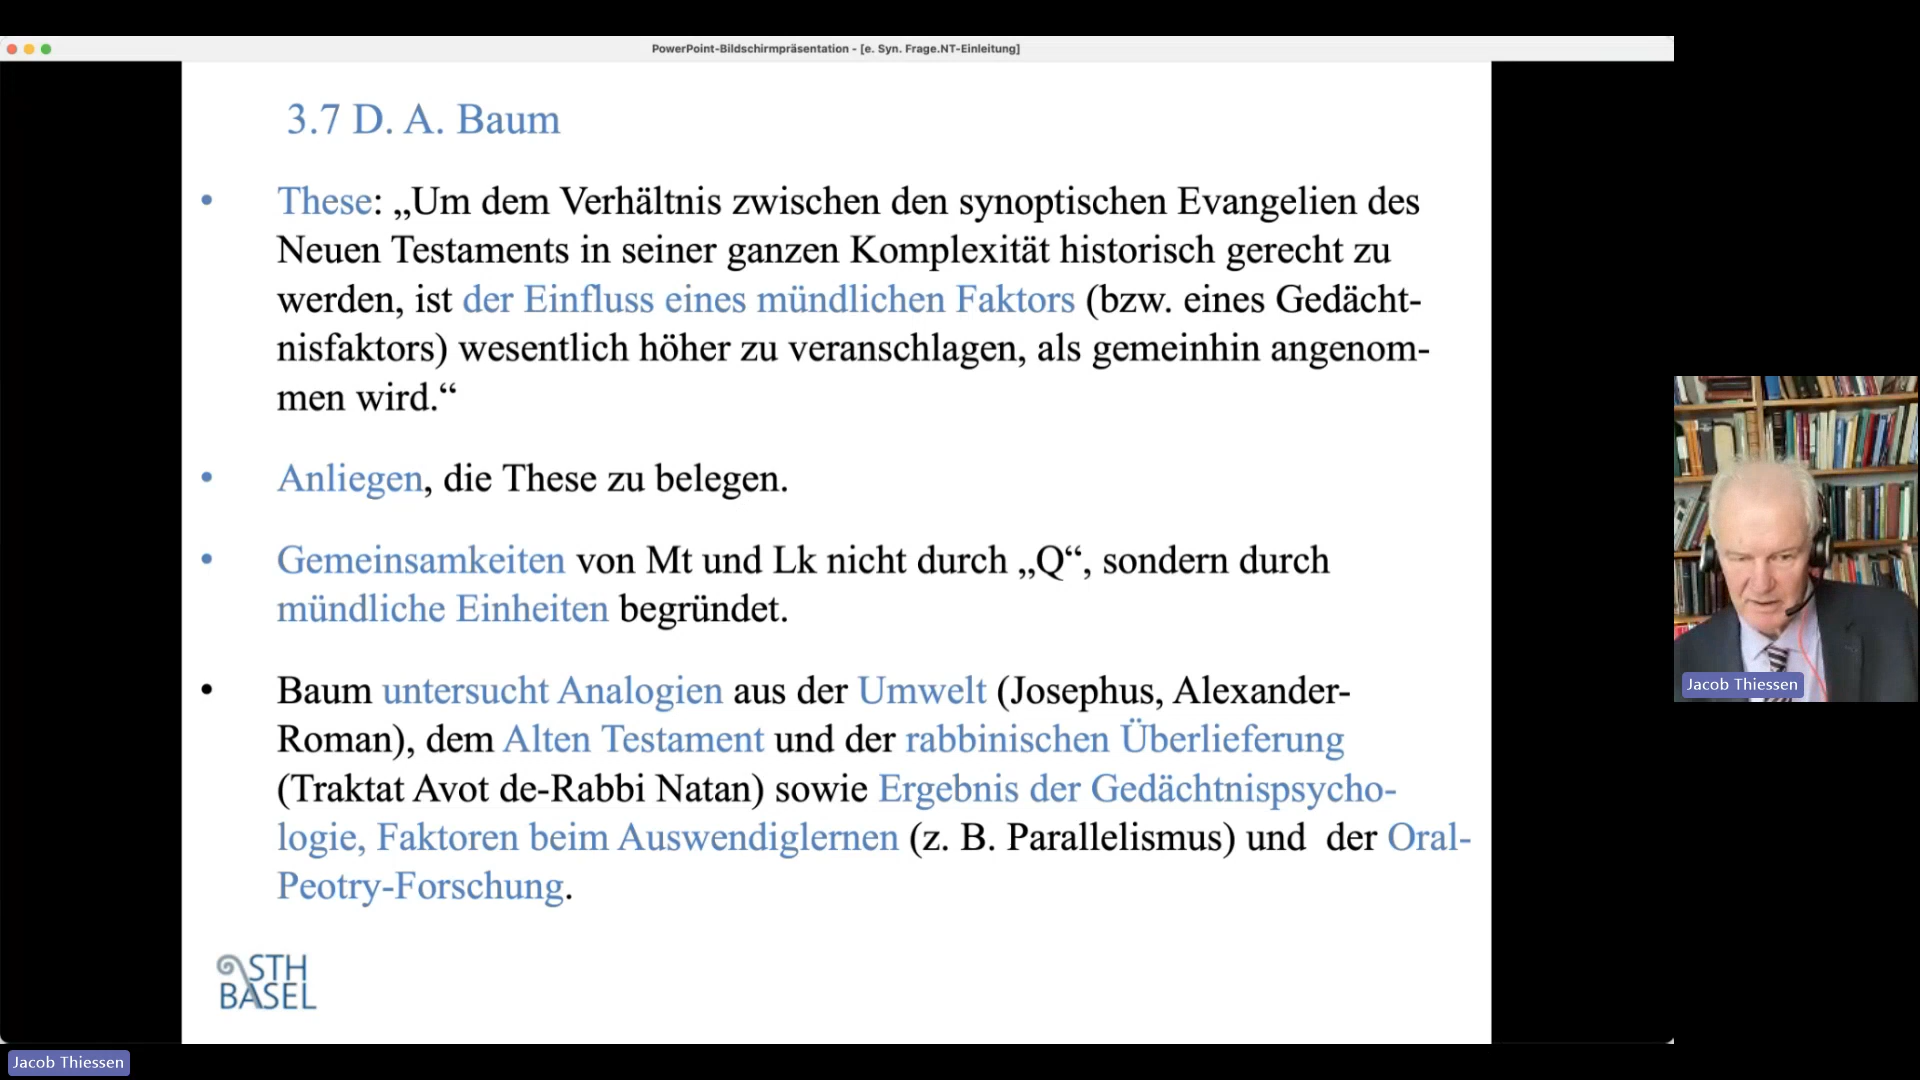 PowerPoint-Bildschirmpräsentation - [e. Syn. Frage.NT-Einleitung]
3.7 D. A. Baum
• These: „Um dem Verhältnis zwischen den synoptischen Evangelien des
Neuen Testaments in seiner ganzen Komplexität historisch gerecht zu
werden, ist der Einfluss eines mündlichen Faktors (bzw. eines Gedächt-
nisfaktors) wesentlich höher zu veranschlagen, als gemeinhin angenom-
men wird.“
• Anliegen, die These zu belegen.
• Gemeinsamkeiten von Mt und Lk nicht durch „Q“, sondern durch
mündliche Einheiten begründet.
• Baum untersucht Analogien aus der Umwelt (Josephus, Alexander-
Roman), dem Alten Testament und der rabbinischen Überlieferung
(Traktat Avot de-Rabbi Natan) sowie Ergebnis der Gedächtnispsycho-
logie, Faktoren beim Auswendiglernen (z. B. Parallelismus) und der Oral-
Peotry-Forschung.
STH
BASEL
Jacob Thiessen
Jacob Thiessen